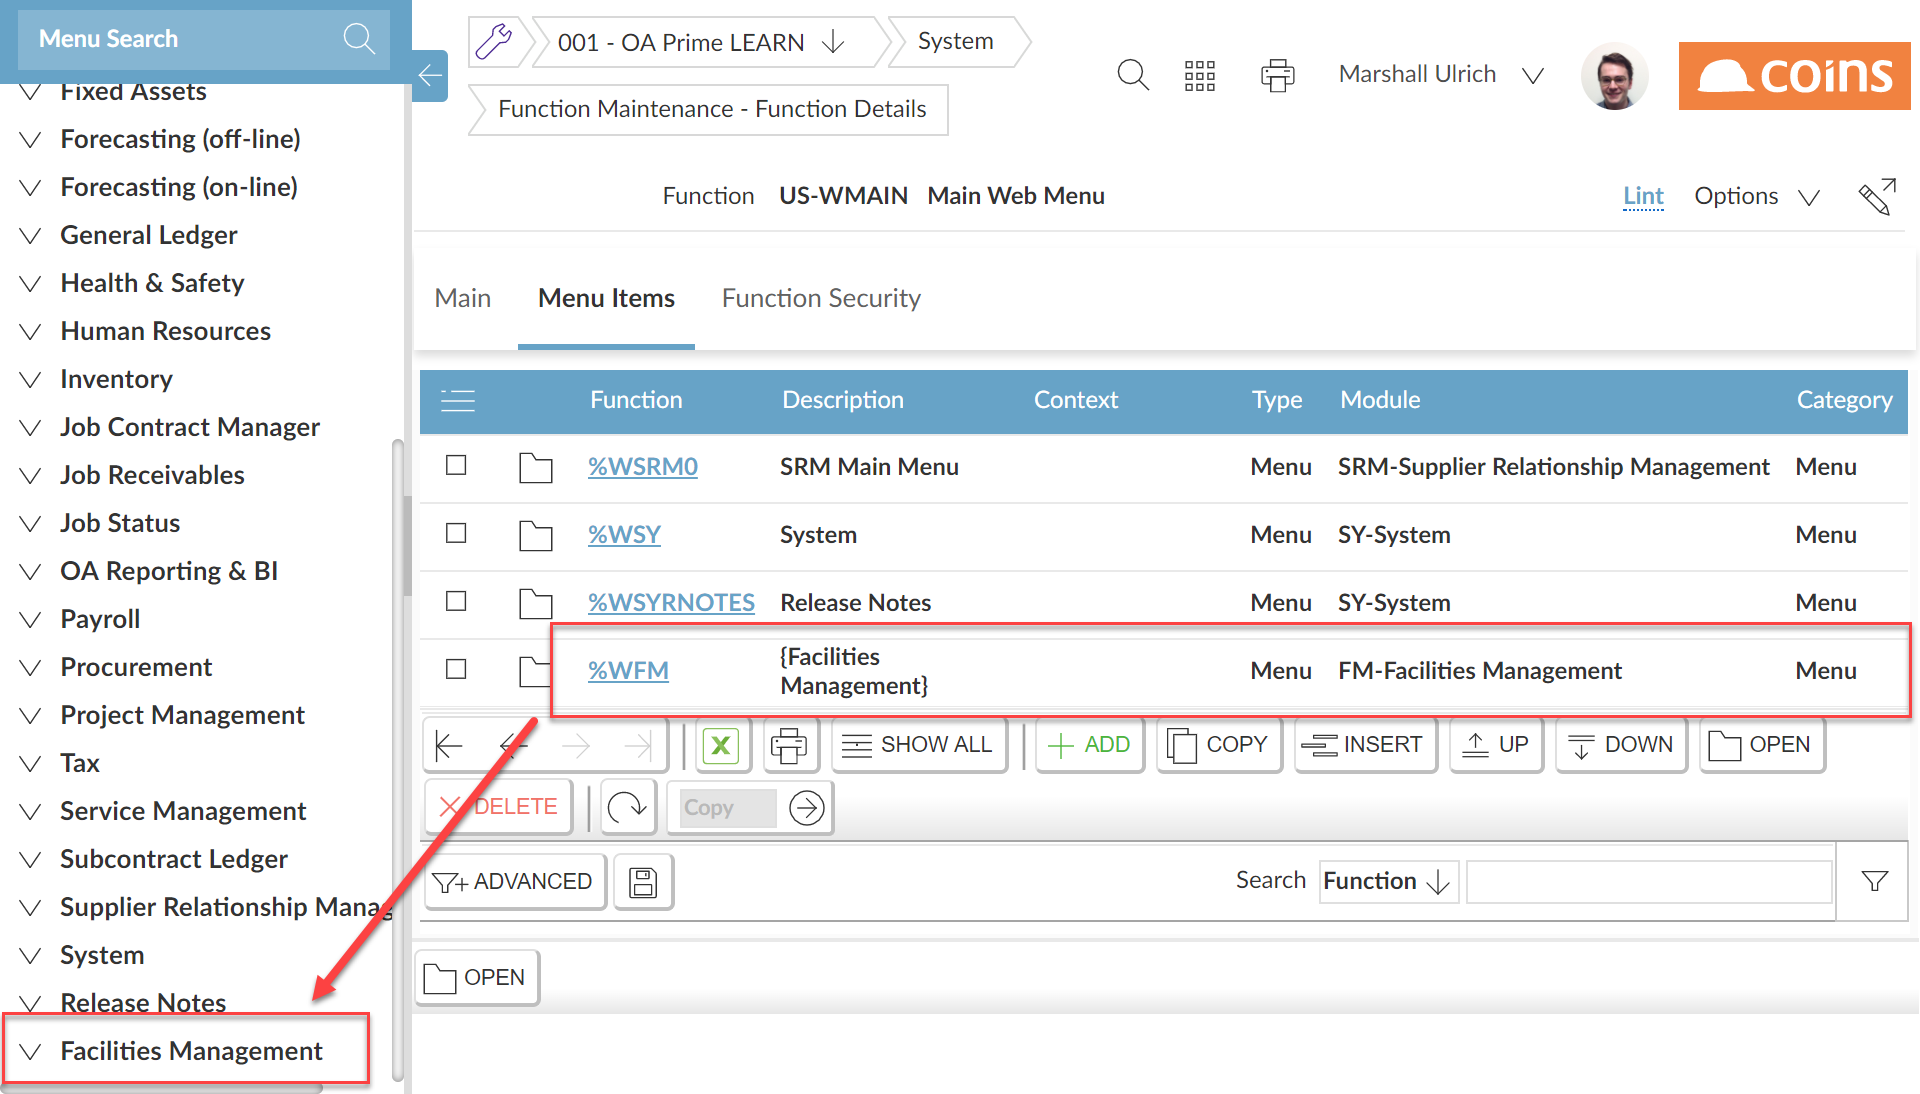 Menu Search
Fixed Assets
Forecasting (off-line)
Forecasting (on-line)
General Ledger
Health & Safety
Human Resources
Inventory
Job Contract Manager
Job Receivables
Job Status
OA Reporting & BI
Payroll
Procurement
Project Management
Tax
Service Management
Subcontract Ledger
Supplier Relationship Manag
System
Release Notes
Facilities Management
001 - OA Prime LEARN
System
Function Maintenance - Function Details
Marshall Ulrich
coins
Function US-WMAIN Main Web Menu
Lint Options
Main Menu Items Function Security
Function Description Context Type Module Category
%WSRM0 SRM Main Menu Menu SRM-Supplier Relationship Management Menu
%WSY System Menu SY-System Menu
%WSYRNOTES Release Notes Menu SY-System Menu
%WFM {Facilities Management} Menu FM-Facilities Management Menu
SHOW ALL ADD COPY INSERT UP DOWN OPEN
DELETE Copy
ADVANCED Search Function
OPEN